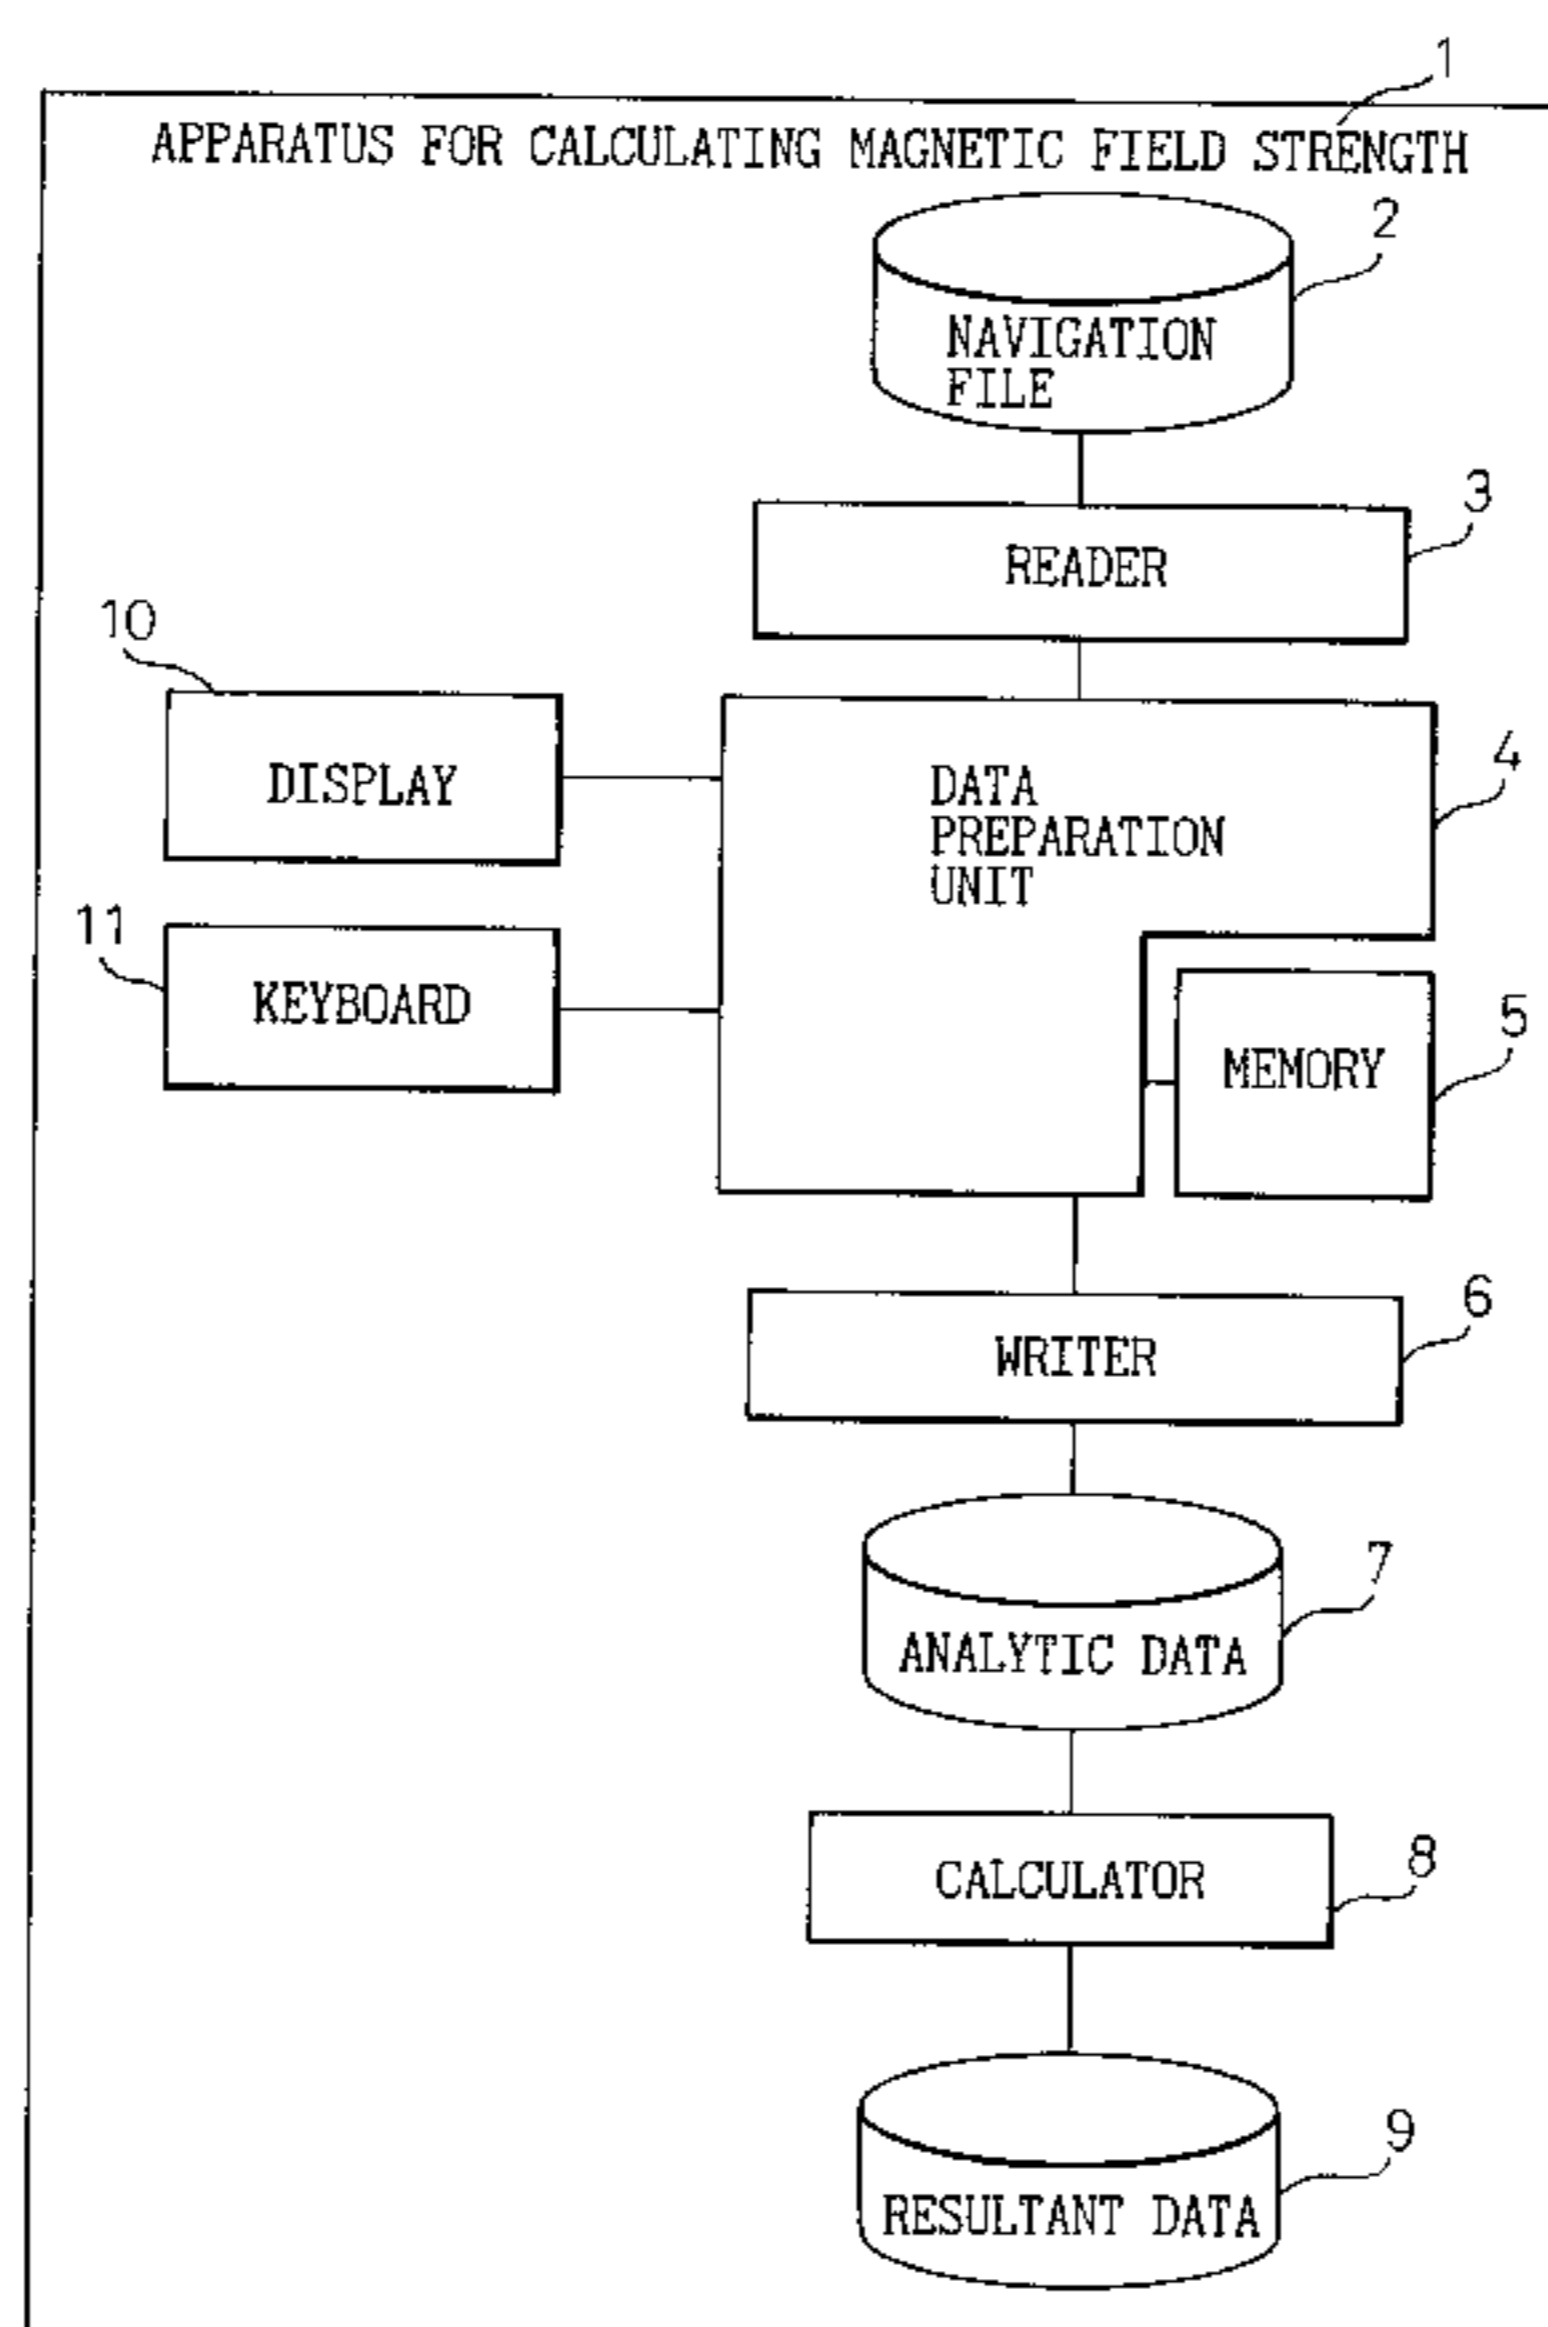 1
APPARATUS FOR CALCULATING MAGNETIC FIELD STRENGTH
2
NAVIGATION
FILE
3
READER
10
DISPLAY
4
DATA
PREPARATION
UNIT
11
KEYBOARD
5
MEMORY
6
WRITER
7
ANALYTIC DATA
8
CALCULATOR
9
RESULTANT DATA